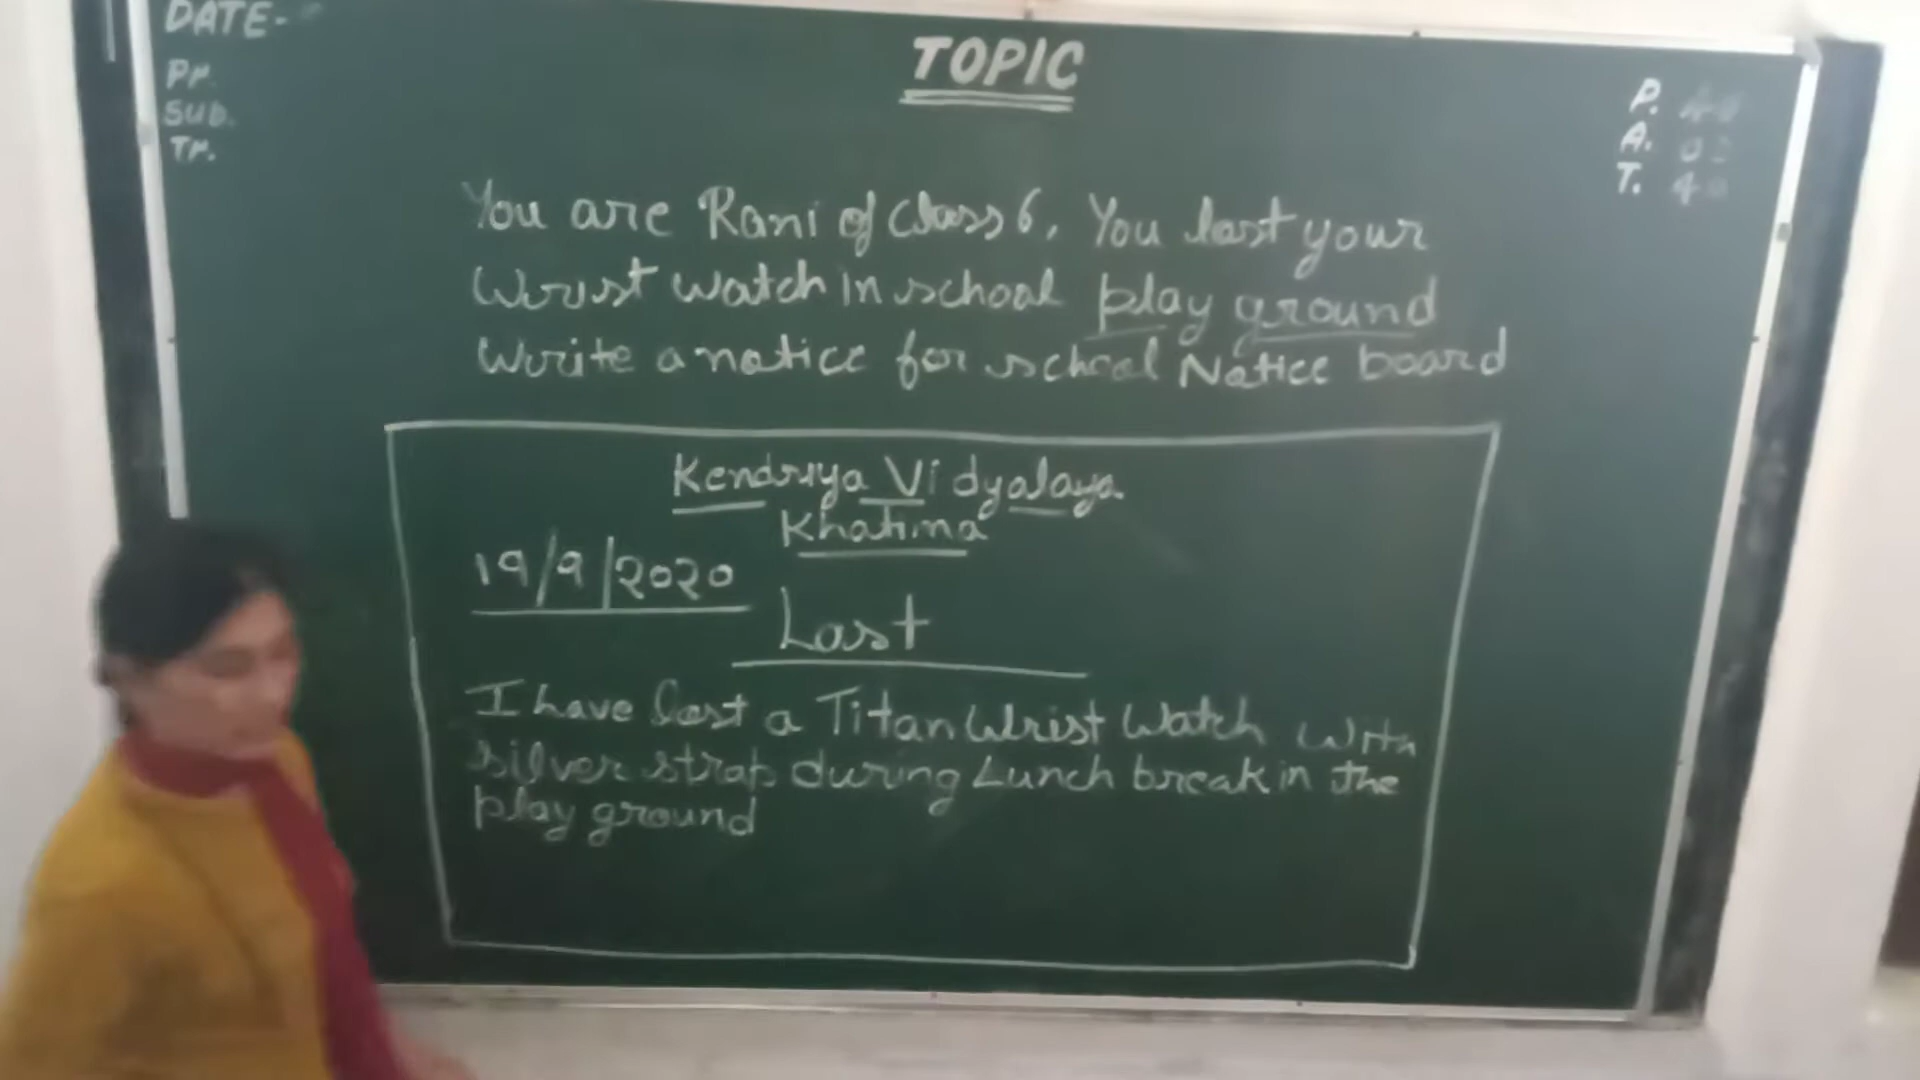 DATE-
Pr.
SUB.
Tr.
TOPIC
P.
A.
T.
You are Rani of class 6. You lost your
Wrist watch in school play ground
Write a notice for school Notice board
Kendriya Vidyalaya
Khatima
19/9/2020
Lost
I have lost a Titan Wrist Watch with
silver strap during Lunch break in the
play ground